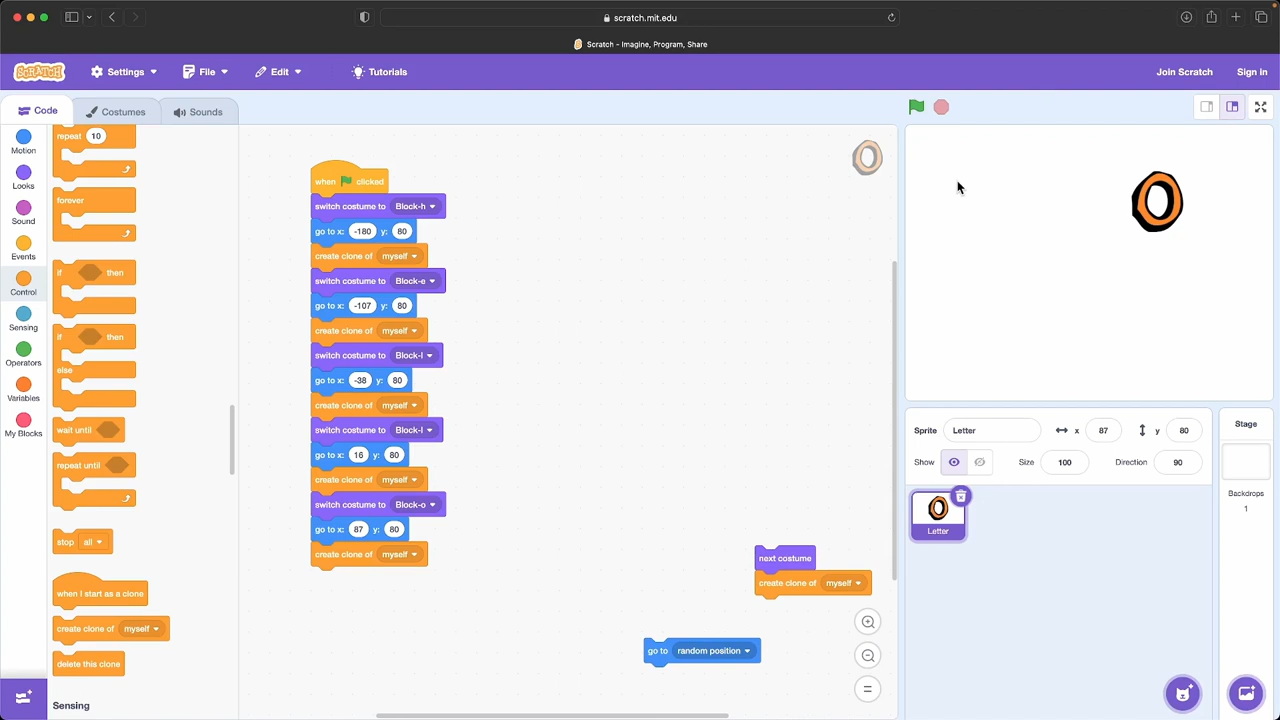 scratch.mit.edu
Scratch - Imagine, Program, Share
SCRATCH Settings File Edit Tutorials Join Scratch Sign in
Code Costumes Sounds
Motion
Looks
Sound
Events
Control
Sensing
Operators
Variables
My Blocks
repeat 10
forever
if then
if then
else
wait until
repeat until
stop all
when I start as a clone
create clone of myself
delete this clone
Sensing
when clicked
switch costume to Block-h
go to x: -180 y: 80
create clone of myself
switch costume to Block-e
go to x: -107 y: 80
create clone of myself
switch costume to Block-l
go to x: -38 y: 80
create clone of myself
switch costume to Block-l
go to x: 16 y: 80
create clone of myself
switch costume to Block-o
go to x: 87 y: 80
create clone of myself
next costume
create clone of myself
go to random position
O
Sprite Letter x 87 y 80
Show Size 100 Direction 90
Letter
Stage
Backdrops
1